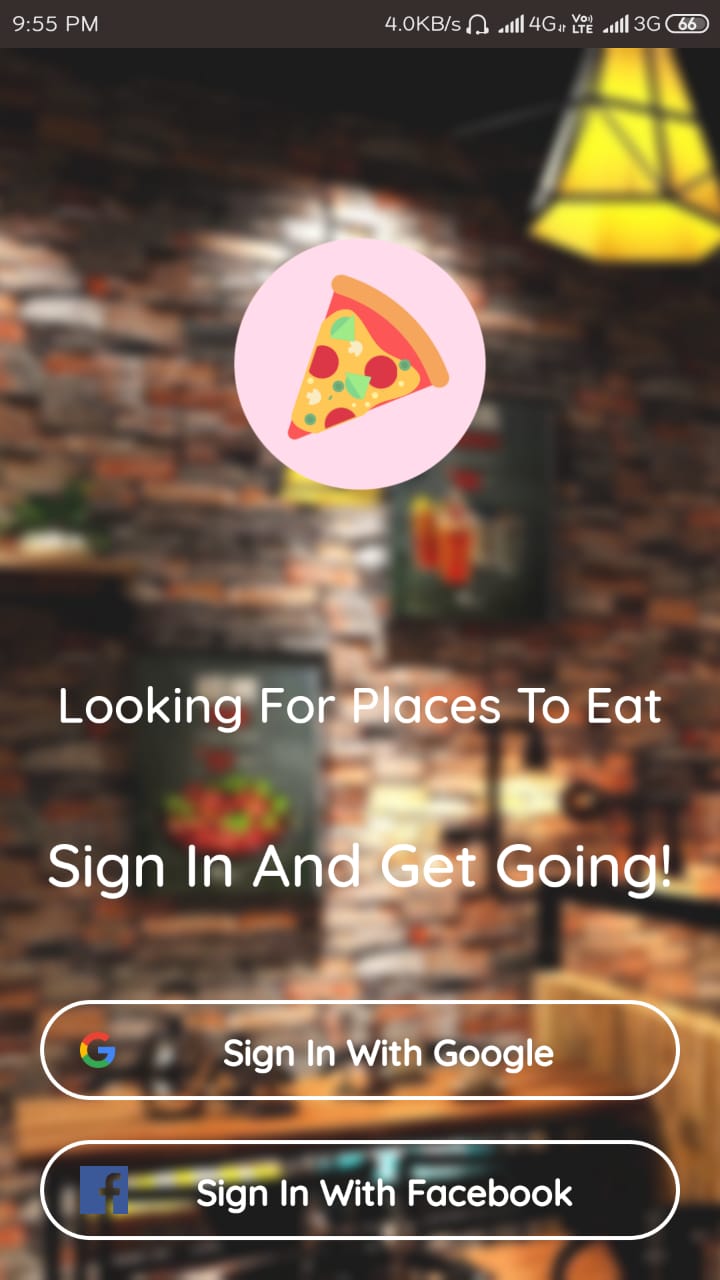 9:55 PM 4.0KB/s 4G Vo) LTE 3G 66
Looking For Places To Eat
Sign In And Get Going!
Sign In With Google
Sign In With Facebook